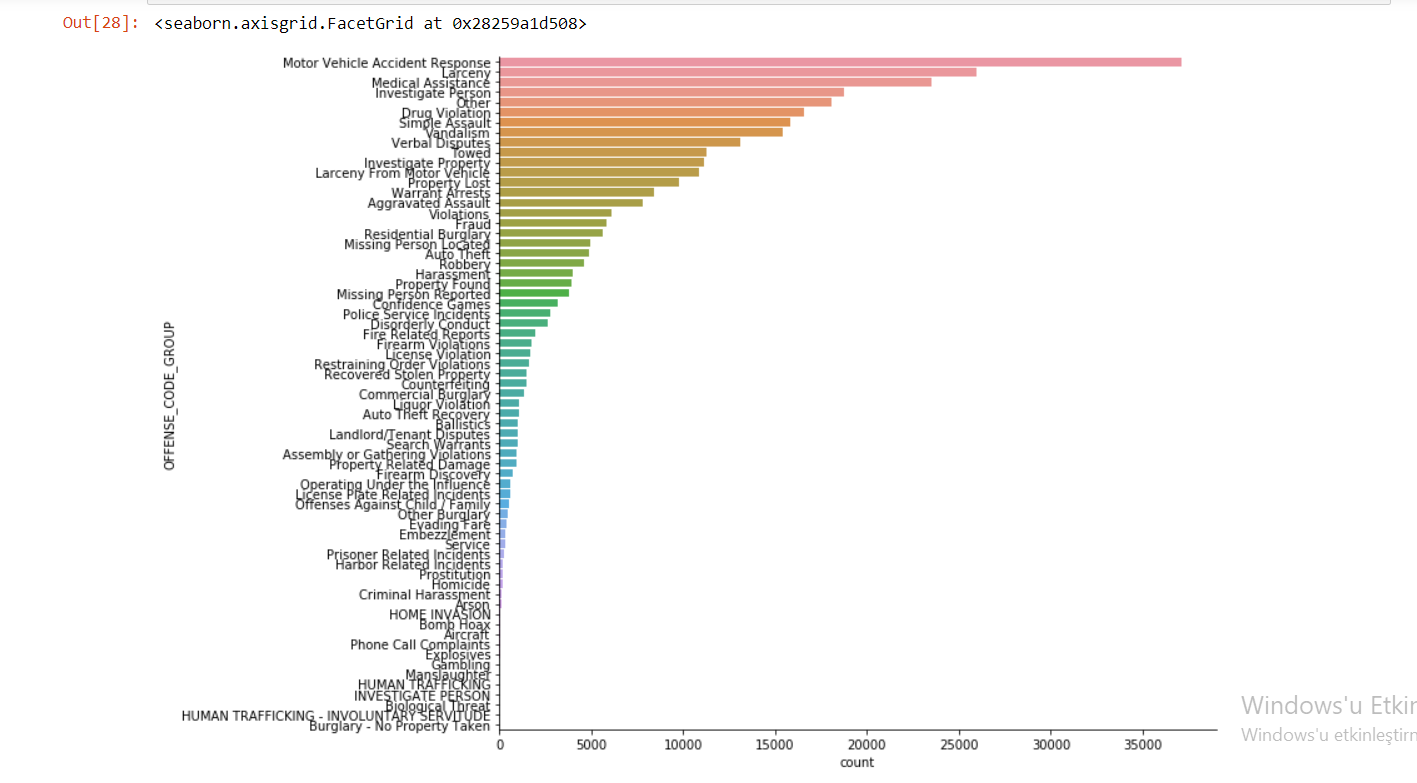 Out[28]: <seaborn.axisgrid.FacetGrid at 0x28259a1d508>
Motor Vehicle Accident Response
Larceny
Medical Assistance
Investigate Person
Other
Drug Violation
Simple Assault
Vandalism
Verbal Disputes
Towed
Investigate Property
Larceny From Motor Vehicle
Property Lost
Warrant Arrests
Aggravated Assault
Violations
Fraud
Residential Burglary
Missing Person Located
Auto Theft
Robbery
Harassment
Property Found
Missing Person Reported
Confidence Games
Police Service Incidents
Disorderly Conduct
Fire Related Reports
Firearm Violations
License Violation
Restraining Order Violations
Recovered Stolen Property
Counterfeiting
Commercial Burglary
Liquor Violation
Auto Theft Recovery
Ballistics
Landlord/Tenant Disputes
Search Warrants
Assembly or Gathering Violations
Property Related Damage
Firearm Discovery
Operating Under the Influence
License Plate Related Incidents
Offenses Against Child / Family
Other Burglary
Evading Fare
Embezzlement
Service
Prisoner Related Incidents
Harbor Related Incidents
Prostitution
Homicide
Criminal Harassment
Arson
HOME INVASION
Bomb Hoax
Aircraft
Phone Call Complaints
Explosives
Gambling
Manslaughter
HUMAN TRAFFICKING
INVESTIGATE PERSON
Biological Threat
HUMAN TRAFFICKING - INVOLUNTARY SERVITUDE
Burglary - No Property Taken
OFFENSE_CODE_GROUP
0 5000 10000 15000 20000 25000 30000 35000
count
Windows'u Etkin
Windows'u etkinleştirm